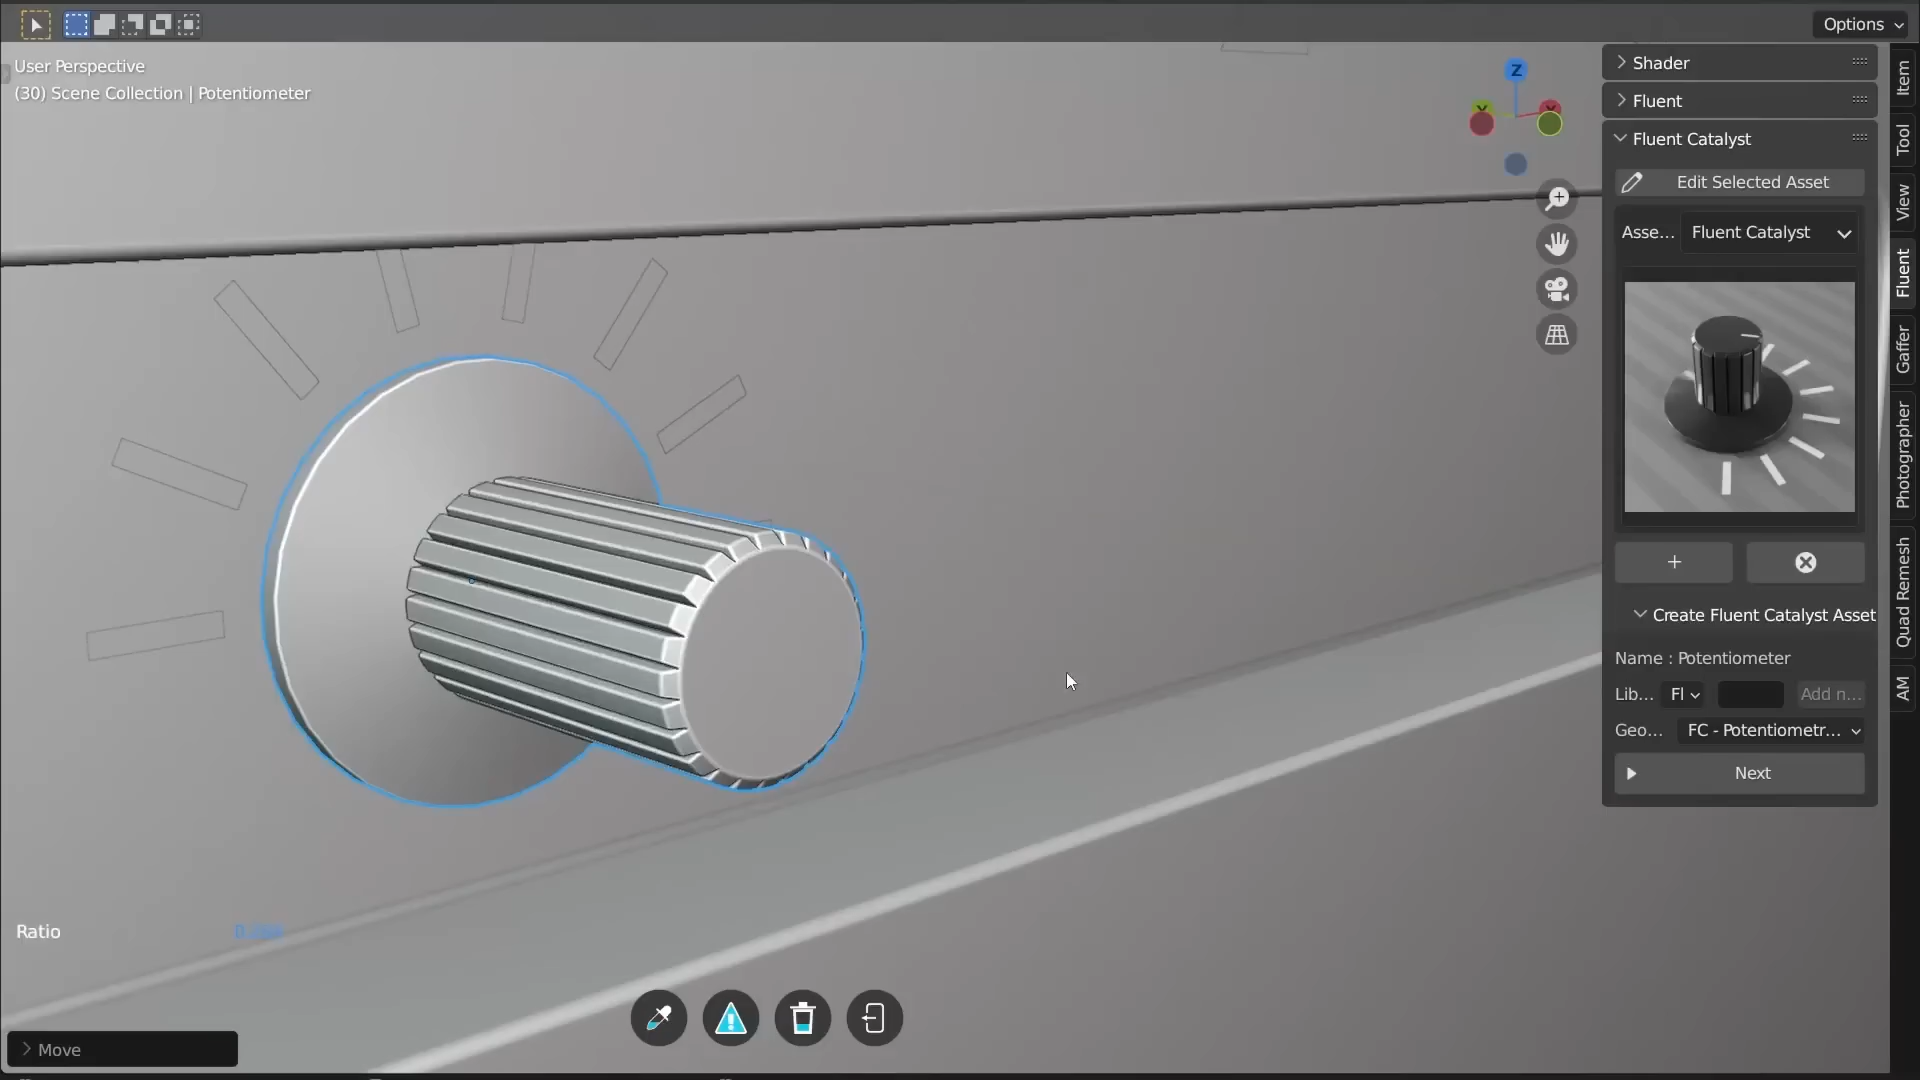 Options
User Perspective
(30) Scene Collection | Potentiometer
Z
Y
X
Shader
Fluent
Fluent Catalyst
Edit Selected Asset
Asse... Fluent Catalyst
+
Create Fluent Catalyst Asset
Name : Potentiometer
Lib... Fl Add n...
Geo... FC - Potentiometr...
Next
Item
Tool
View
Fluent
Gaffer
Photographer
Quad Remesh
AM
Ratio
Move